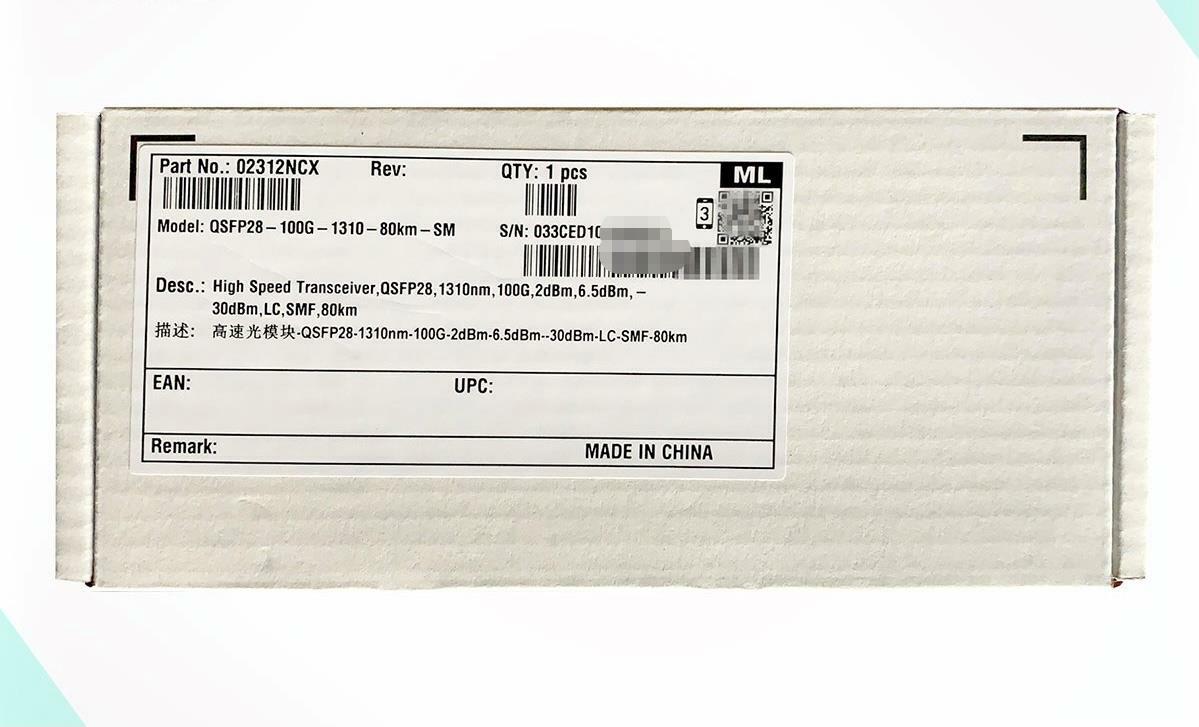 Part No.: 02312NCX Rev: QTY: 1 pcs ML
3
Model: QSFP28-100G-1310-80km-SM S/N: 033CED10
Desc.: High Speed Transceiver,QSFP28,1310nm,100G,2dBm,6.5dBm,-
30dBm,LC,SMF,80km
描述: 高速光模块-QSFP28-1310nm-100G-2dBm-6.5dBm--30dBm-LC-SMF-80km
EAN: UPC:
Remark: MADE IN CHINA